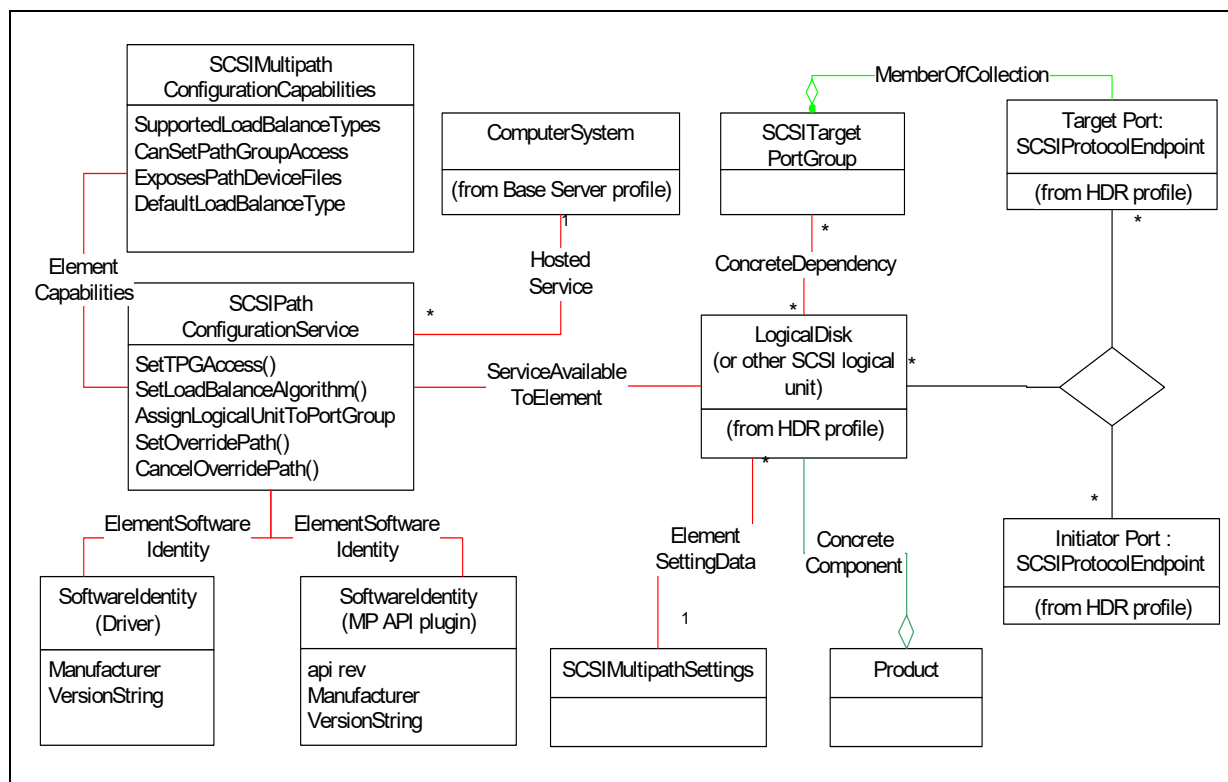 SCSIMultipath
ConfigurationCapabilities
SupportedLoadBalanceTypes
CanSetPathGroupAccess
ExposesPathDeviceFiles
DefaultLoadBalanceType
ComputerSystem
(from Base Server profile)
1
MemberOfCollection
SCSITarget
PortGroup
*
Target Port:
SCSIProtocolEndpoint
(from HDR profile)
*
Element
Capabilities
Hosted
Service
*
ConcreteDependency
*
SCSIPath
ConfigurationService
SetTPGAccess()
SetLoadBalanceAlgorithm()
AssignLogicalUnitToPortGroup
SetOverridePath()
CancelOverridePath()
ServiceAvailable
ToElement
LogicalDisk
(or other SCSI logical
unit)
(from HDR profile)
*
*
*
ElementSoftware
Identity
ElementSoftware
Identity
Element
SettingData
1
Concrete
Component
Initiator Port :
SCSIProtocolEndpoint
(from HDR profile)
SoftwareIdentity
(Driver)
Manufacturer
VersionString
SoftwareIdentity
(MP API plugin)
api rev
Manufacturer
VersionString
SCSIMultipathSettings
Product